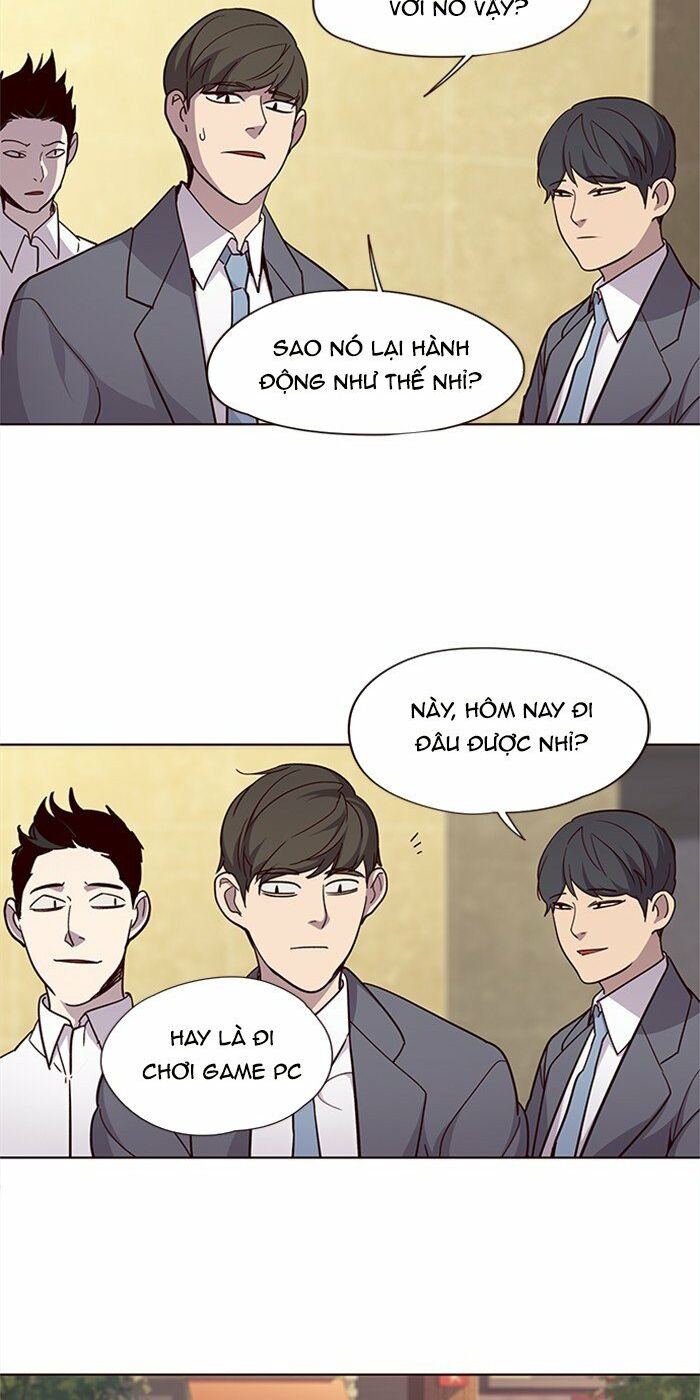 VỚI NÓ VẬY?
SAO NÓ LẠI HÀNH
ĐỘNG NHƯ THẾ NHỈ?
NÀY, HÔM NAY ĐI
ĐÂU ĐƯỢC NHỈ?
HAY LÀ ĐI
CHƠI GAME PC